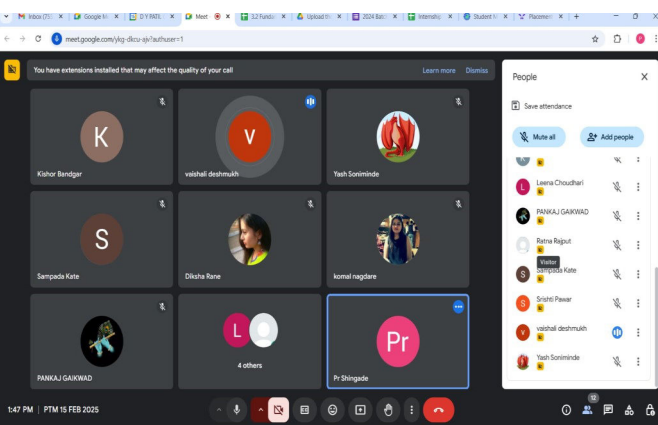 Inbox (75
Google M
D Y PATIL
Meet
3.2 Fundar
Upload th
2024 Batc
Internship
Student M
Placement
meet.google.com/ykg-dkcu-ajv?authuser=1
P
You have extensions installed that may affect the quality of your call
Learn more Dismiss
People
Save attendance
Mute all
Add people
K
Kishor Bandgar
V
vaishali deshmukh
Yash Soniminde
S
Sampada Kate
Diksha Rane
komal nagdare
PANKAJ GAIKWAD
L
4 others
Pr
Pr Shingade
K
L
Leena Choudhari
PANKAJ GAIKWAD
Ratna Rajput
Visitor
S
Sampada Kate
S
Srishti Pawar
V
vaishali deshmukh
Yash Soniminde
1:47 PM | PTM 15 FEB 2025
12